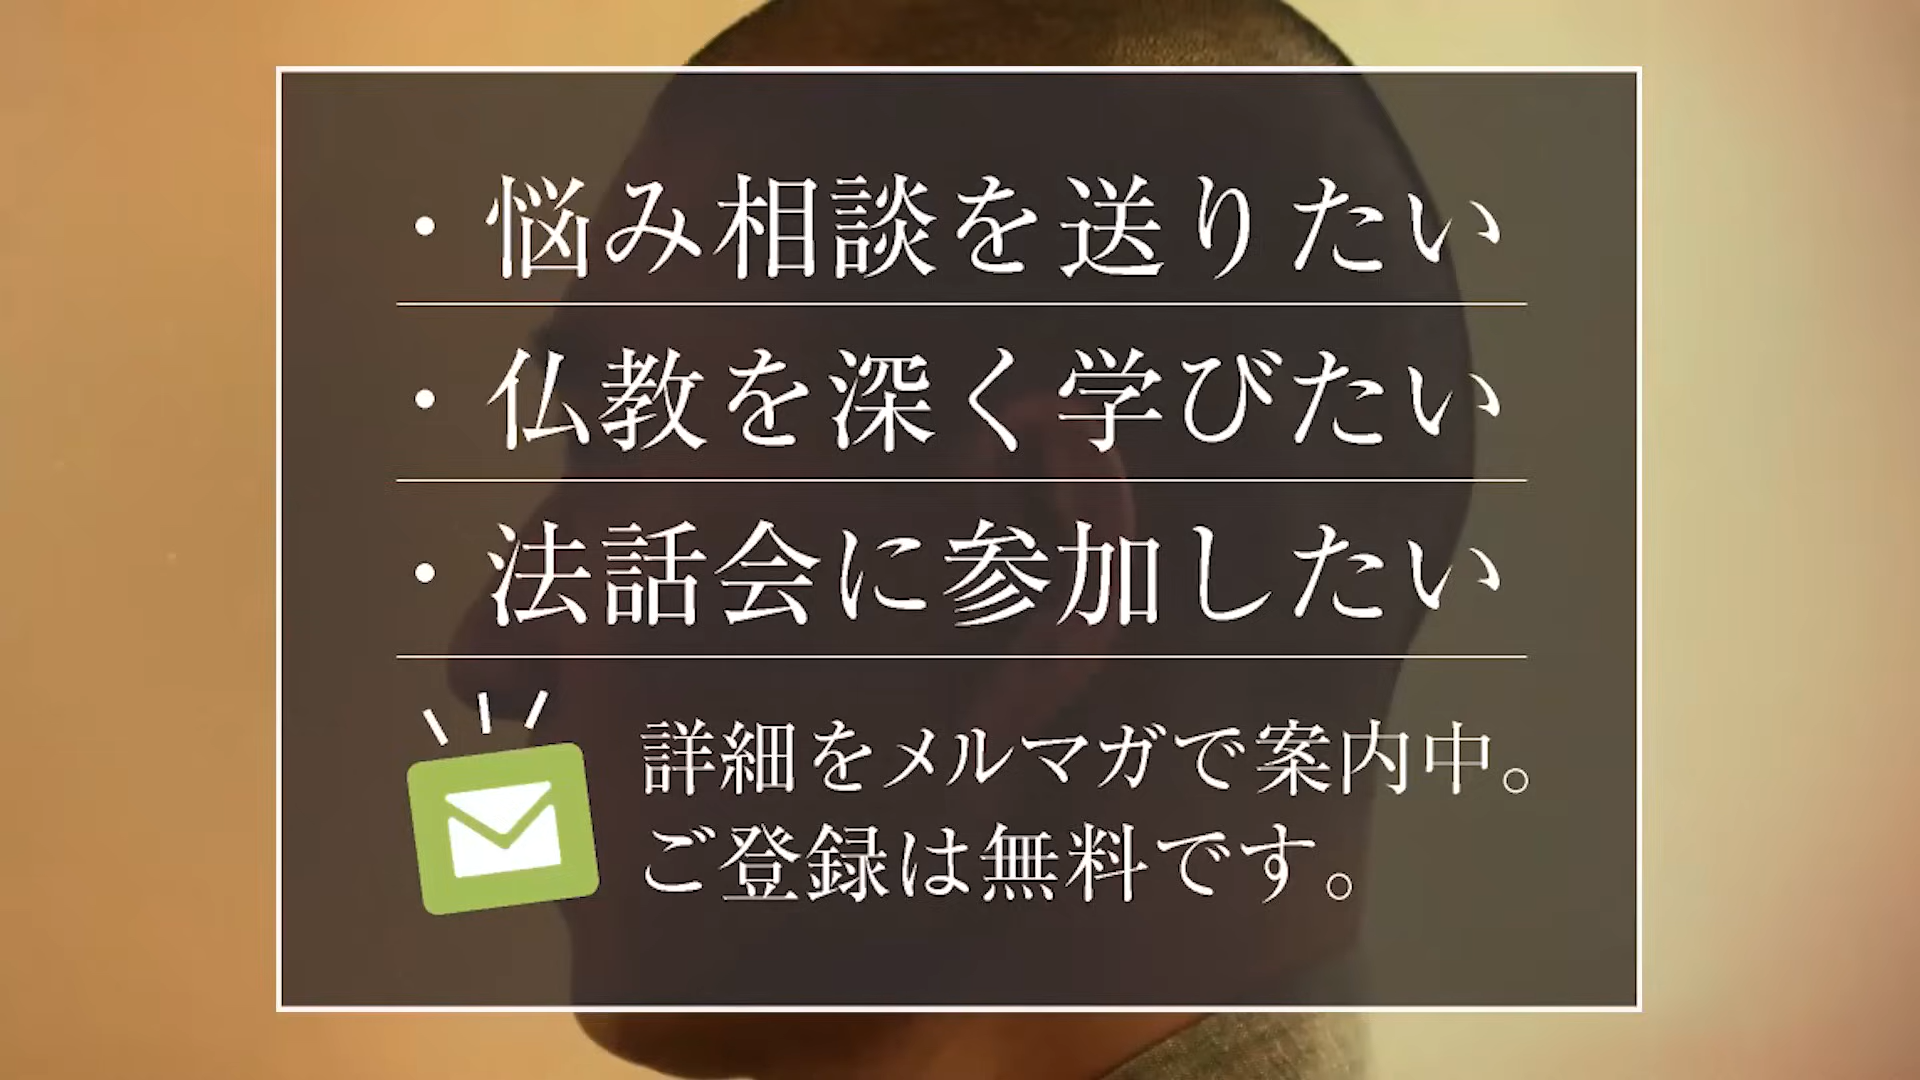 ・悩み相談を送りたい
・仏教を深く学びたい
・法話会に参加したい
詳細をメルマガで案内中。
ご登録は無料です。